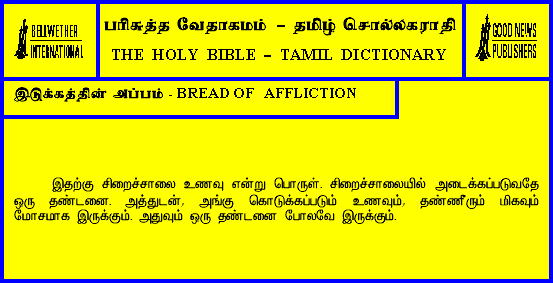 BELLWETHER
INTERNATIONAL
பரிசுத்த வேதாகமம் – தமிழ் சொல்லகராதி
THE HOLY BIBLE – TAMIL DICTIONARY
GOOD NEWS
PUBLISHERS
இடுக்கத்தின் அப்பம் - BREAD OF AFFLICTION
இதற்கு சிறைச்சாலை உணவு என்று பொருள். சிறைச்சாலையில் அடைக்கப்படுவதே
ஒரு தண்டனை. அத்துடன், அங்கு கொடுக்கப்படும் உணவும், தண்ணீரும் மிகவும்
மோசமாக இருக்கும். அதுவும் ஒரு தண்டனை போலவே இருக்கும்.